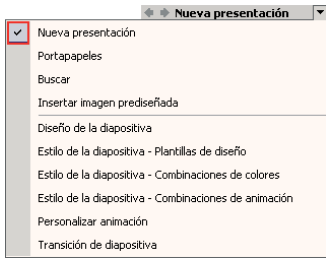 Nueva presentación
Nueva presentación
Portapapeles
Buscar
Insertar imagen prediseñada
Diseño de la diapositiva
Estilo de la diapositiva - Plantillas de diseño
Estilo de la diapositiva - Combinaciones de colores
Estilo de la diapositiva - Combinaciones de animación
Personalizar animación
Transición de diapositiva